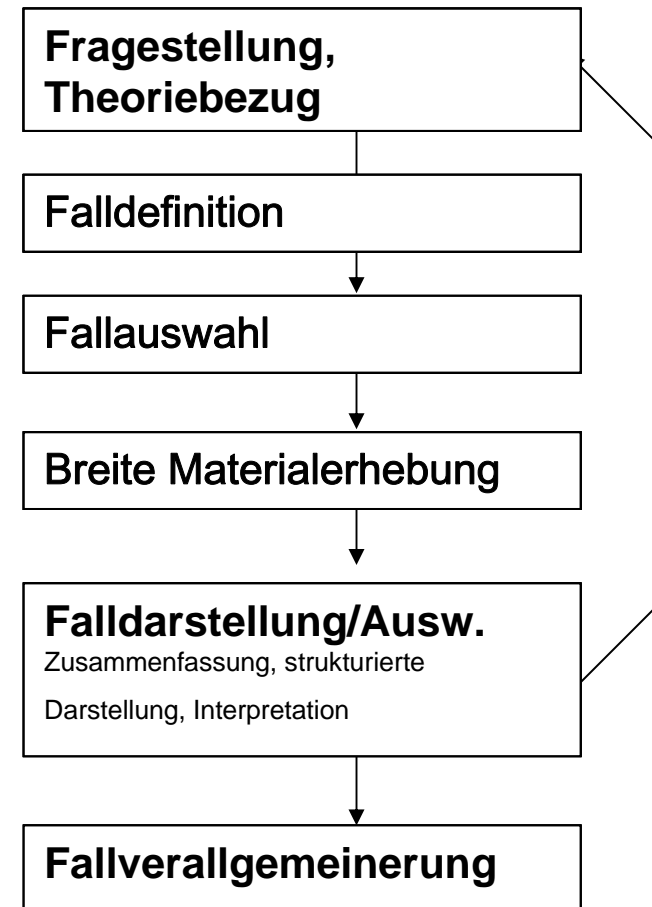 Fragestellung,
Theoriebezug
Falldefinition
Fallauswahl
Breite Materialerhebung
Falldarstellung/Ausw.
Zusammenfassung, strukturierte
Darstellung, Interpretation
Fallverallgemeinerung